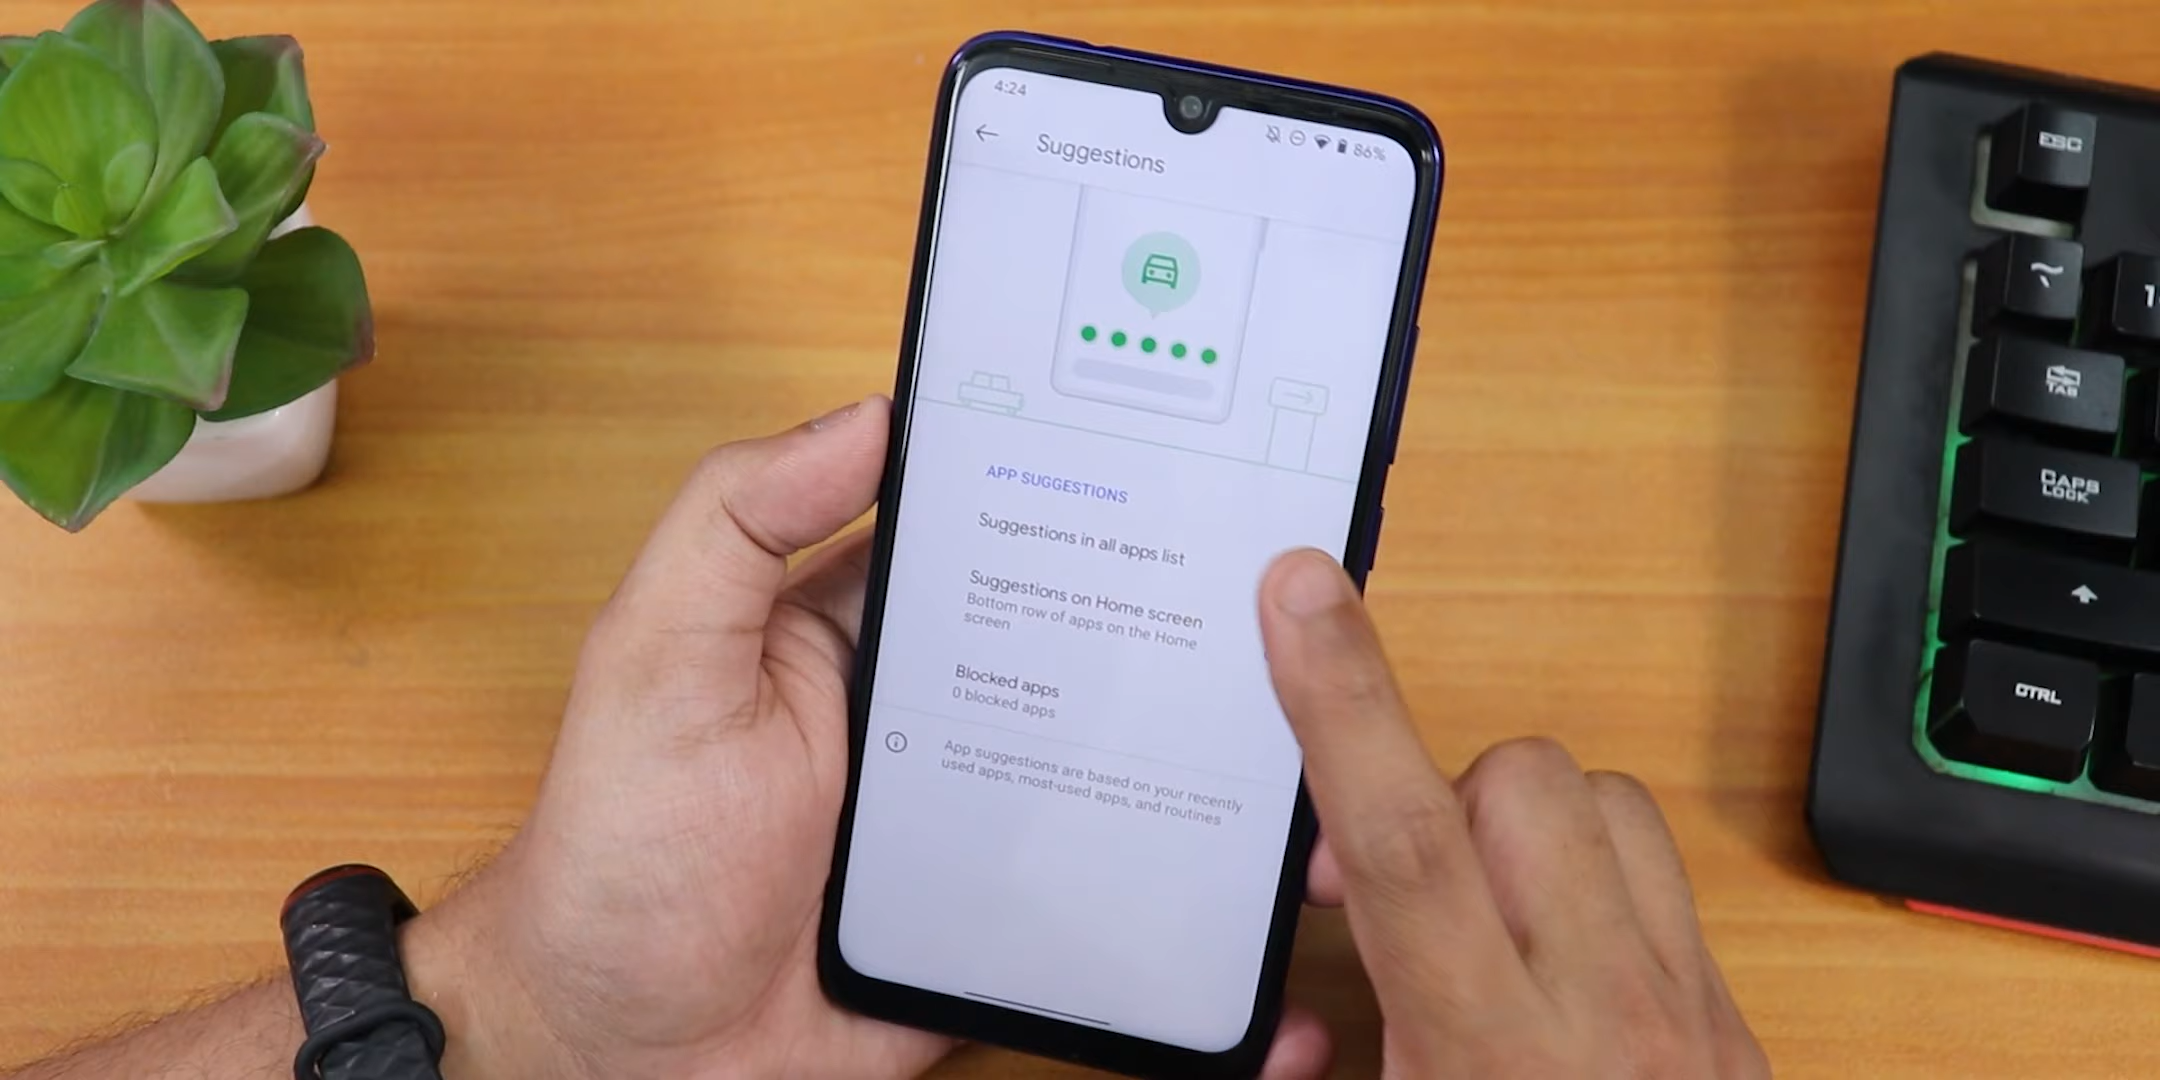 4:24
86%
Suggestions
APP SUGGESTIONS
Suggestions in all apps list
Suggestions on Home screen
Bottom row of apps on the Home
screen
Blocked apps
0 blocked apps
App suggestions are based on your recently
used apps, most-used apps, and routines
ESC
~
1
TAB
CAPS
LOCK
CTRL